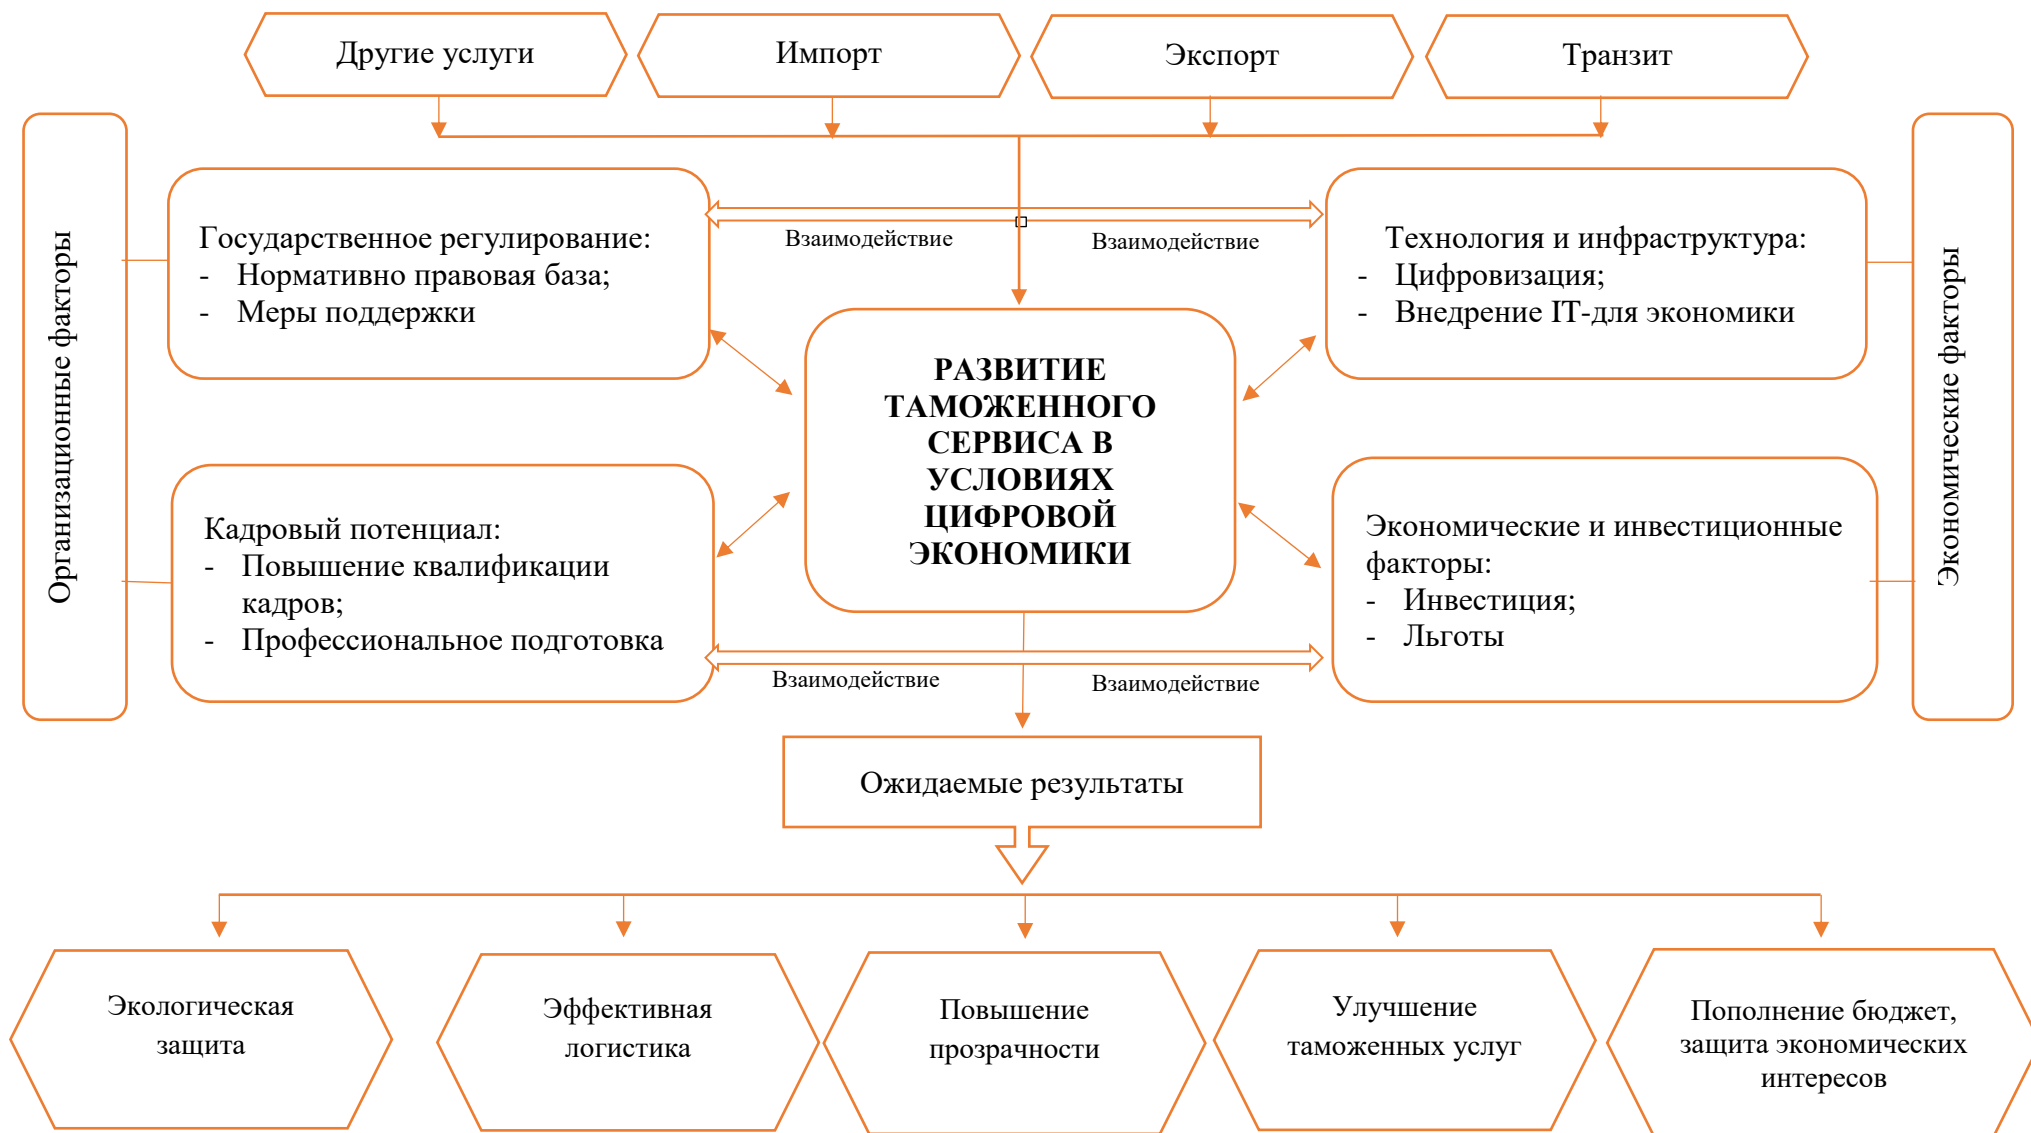 Другие услуги
Импорт
Экспорт
Транзит
Организационные факторы
Государственное регулирование:
- Нормативно правовая база;
- Меры поддержки
Взаимодействие
Взаимодействие
Технология и инфраструктура:
- Цифровизация;
- Внедрение IT-для экономики
Экономические факторы
РАЗВИТИЕ
ТАМОЖЕННОГО
СЕРВИСА В
УСЛОВИЯХ
ЦИФРОВОЙ
ЭКОНОМИКИ
Кадровый потенциал:
- Повышение квалификации
кадров;
- Профессиональное подготовка
Экономические и инвестиционные
факторы:
- Инвестиция;
- Льготы
Взаимодействие
Взаимодействие
Ожидаемые результаты
Экологическая
защита
Эффективная
логистика
Повышение
прозрачности
Улучшение
таможенных услуг
Пополнение бюджет,
защита экономических
интересов